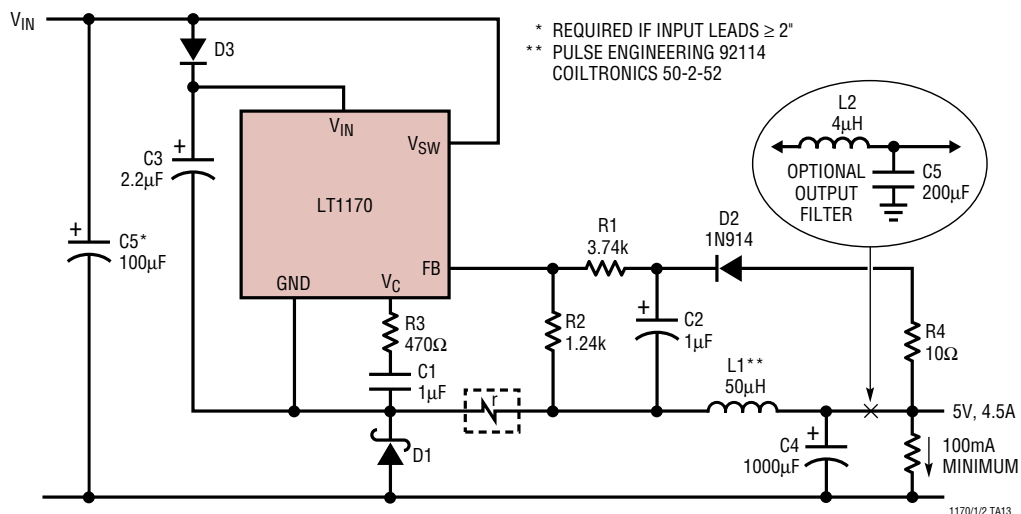 V_IN
D3
* REQUIRED IF INPUT LEADS ≥ 2"
** PULSE ENGINEERING 92114
COILTRONICS 50-2-52
V_IN
V_SW
L2
4µH
C3
2.2µF
+
LT1170
OPTIONAL
OUTPUT
FILTER
C5
200µF
+
C5*
100µF
FB
GND
V_C
R1
3.74k
D2
1N914
R3
470Ω
R2
1.24k
+
C2
1µF
R4
10Ω
C1
1µF
r
L1**
50µH
5V, 4.5A
D1
C4
1000µF
+
100mA
MINIMUM
1170/1/2 TA13